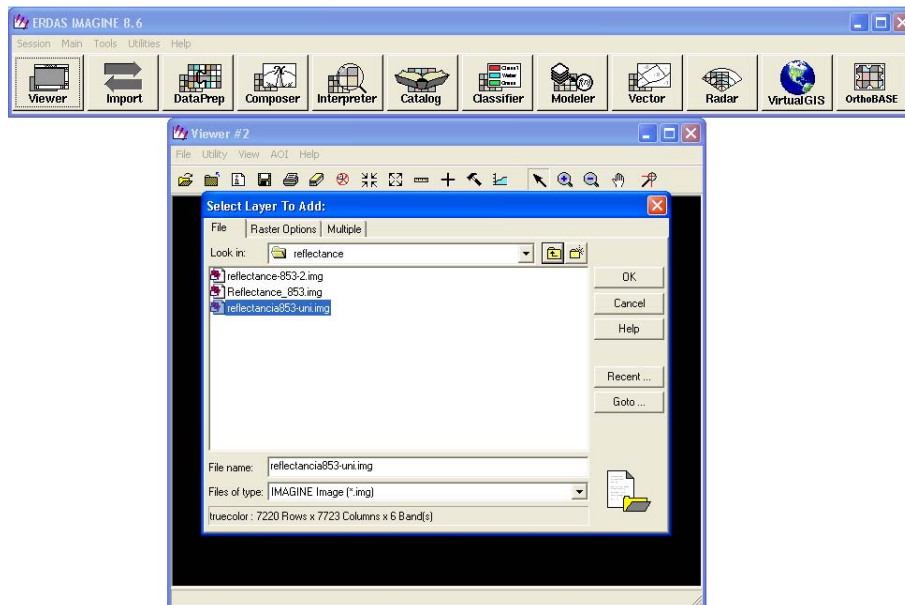 ERDAS IMAGINE 8.6
Session Main Tools Utilities Help
Viewer Import DataPrep Composer Interpreter Catalog Classifier Modeler Vector Radar VirtualGIS OrthoBASE
Viewer #2
File Utility View AOI Help
Select Layer To Add:
File Raster Options Multiple
Look in: reflectance
reflectance-853-2.img
Reflectance_853.img
reflectancia853-uni.img
OK
Cancel
Help
Recent ...
Goto ...
File name: reflectancia853-uni.img
Files of type: IMAGINE Image (*.img)
truecolor : 7220 Rows x 7723 Columns x 6 Band(s)